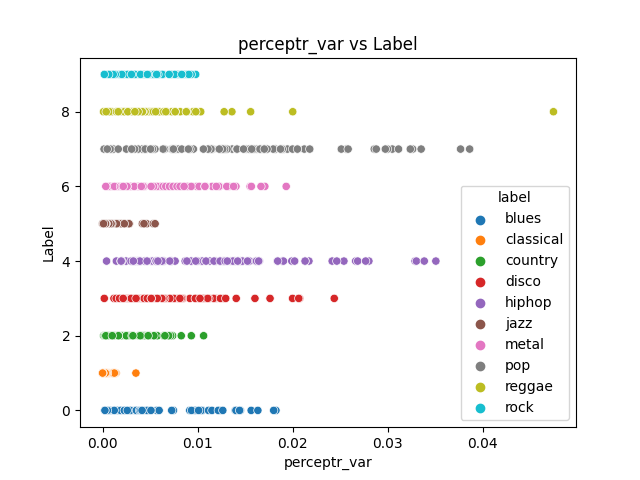 perceptr_var vs Label
Label
8
6
4
2
0
0.00 0.01 0.02 0.03 0.04
perceptr_var
label
blues
classical
country
disco
hiphop
jazz
metal
pop
reggae
rock